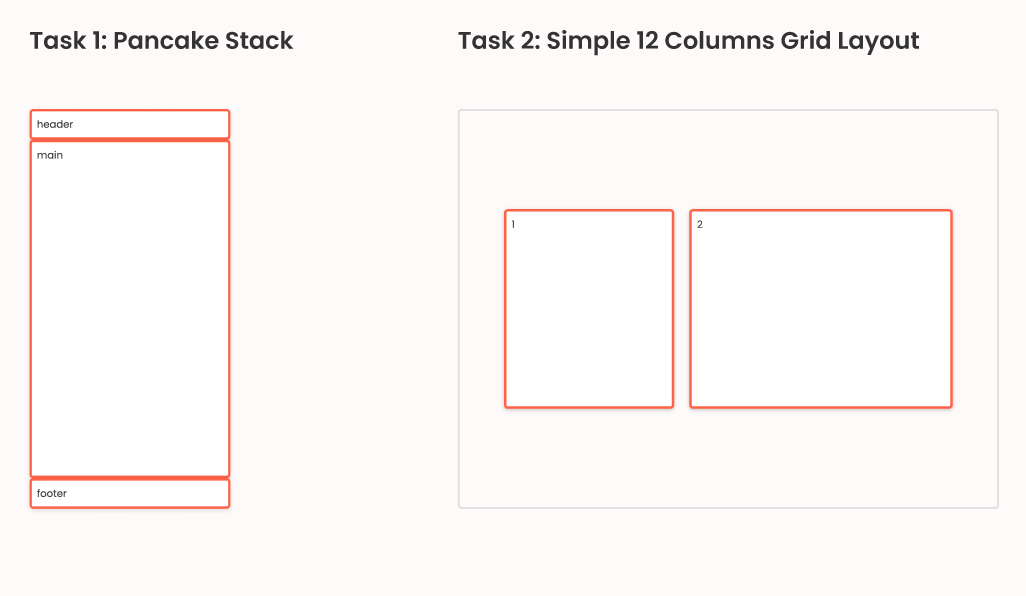 Task 1: Pancake Stack
header
main
footer
Task 2: Simple 12 Columns Grid Layout
1
2